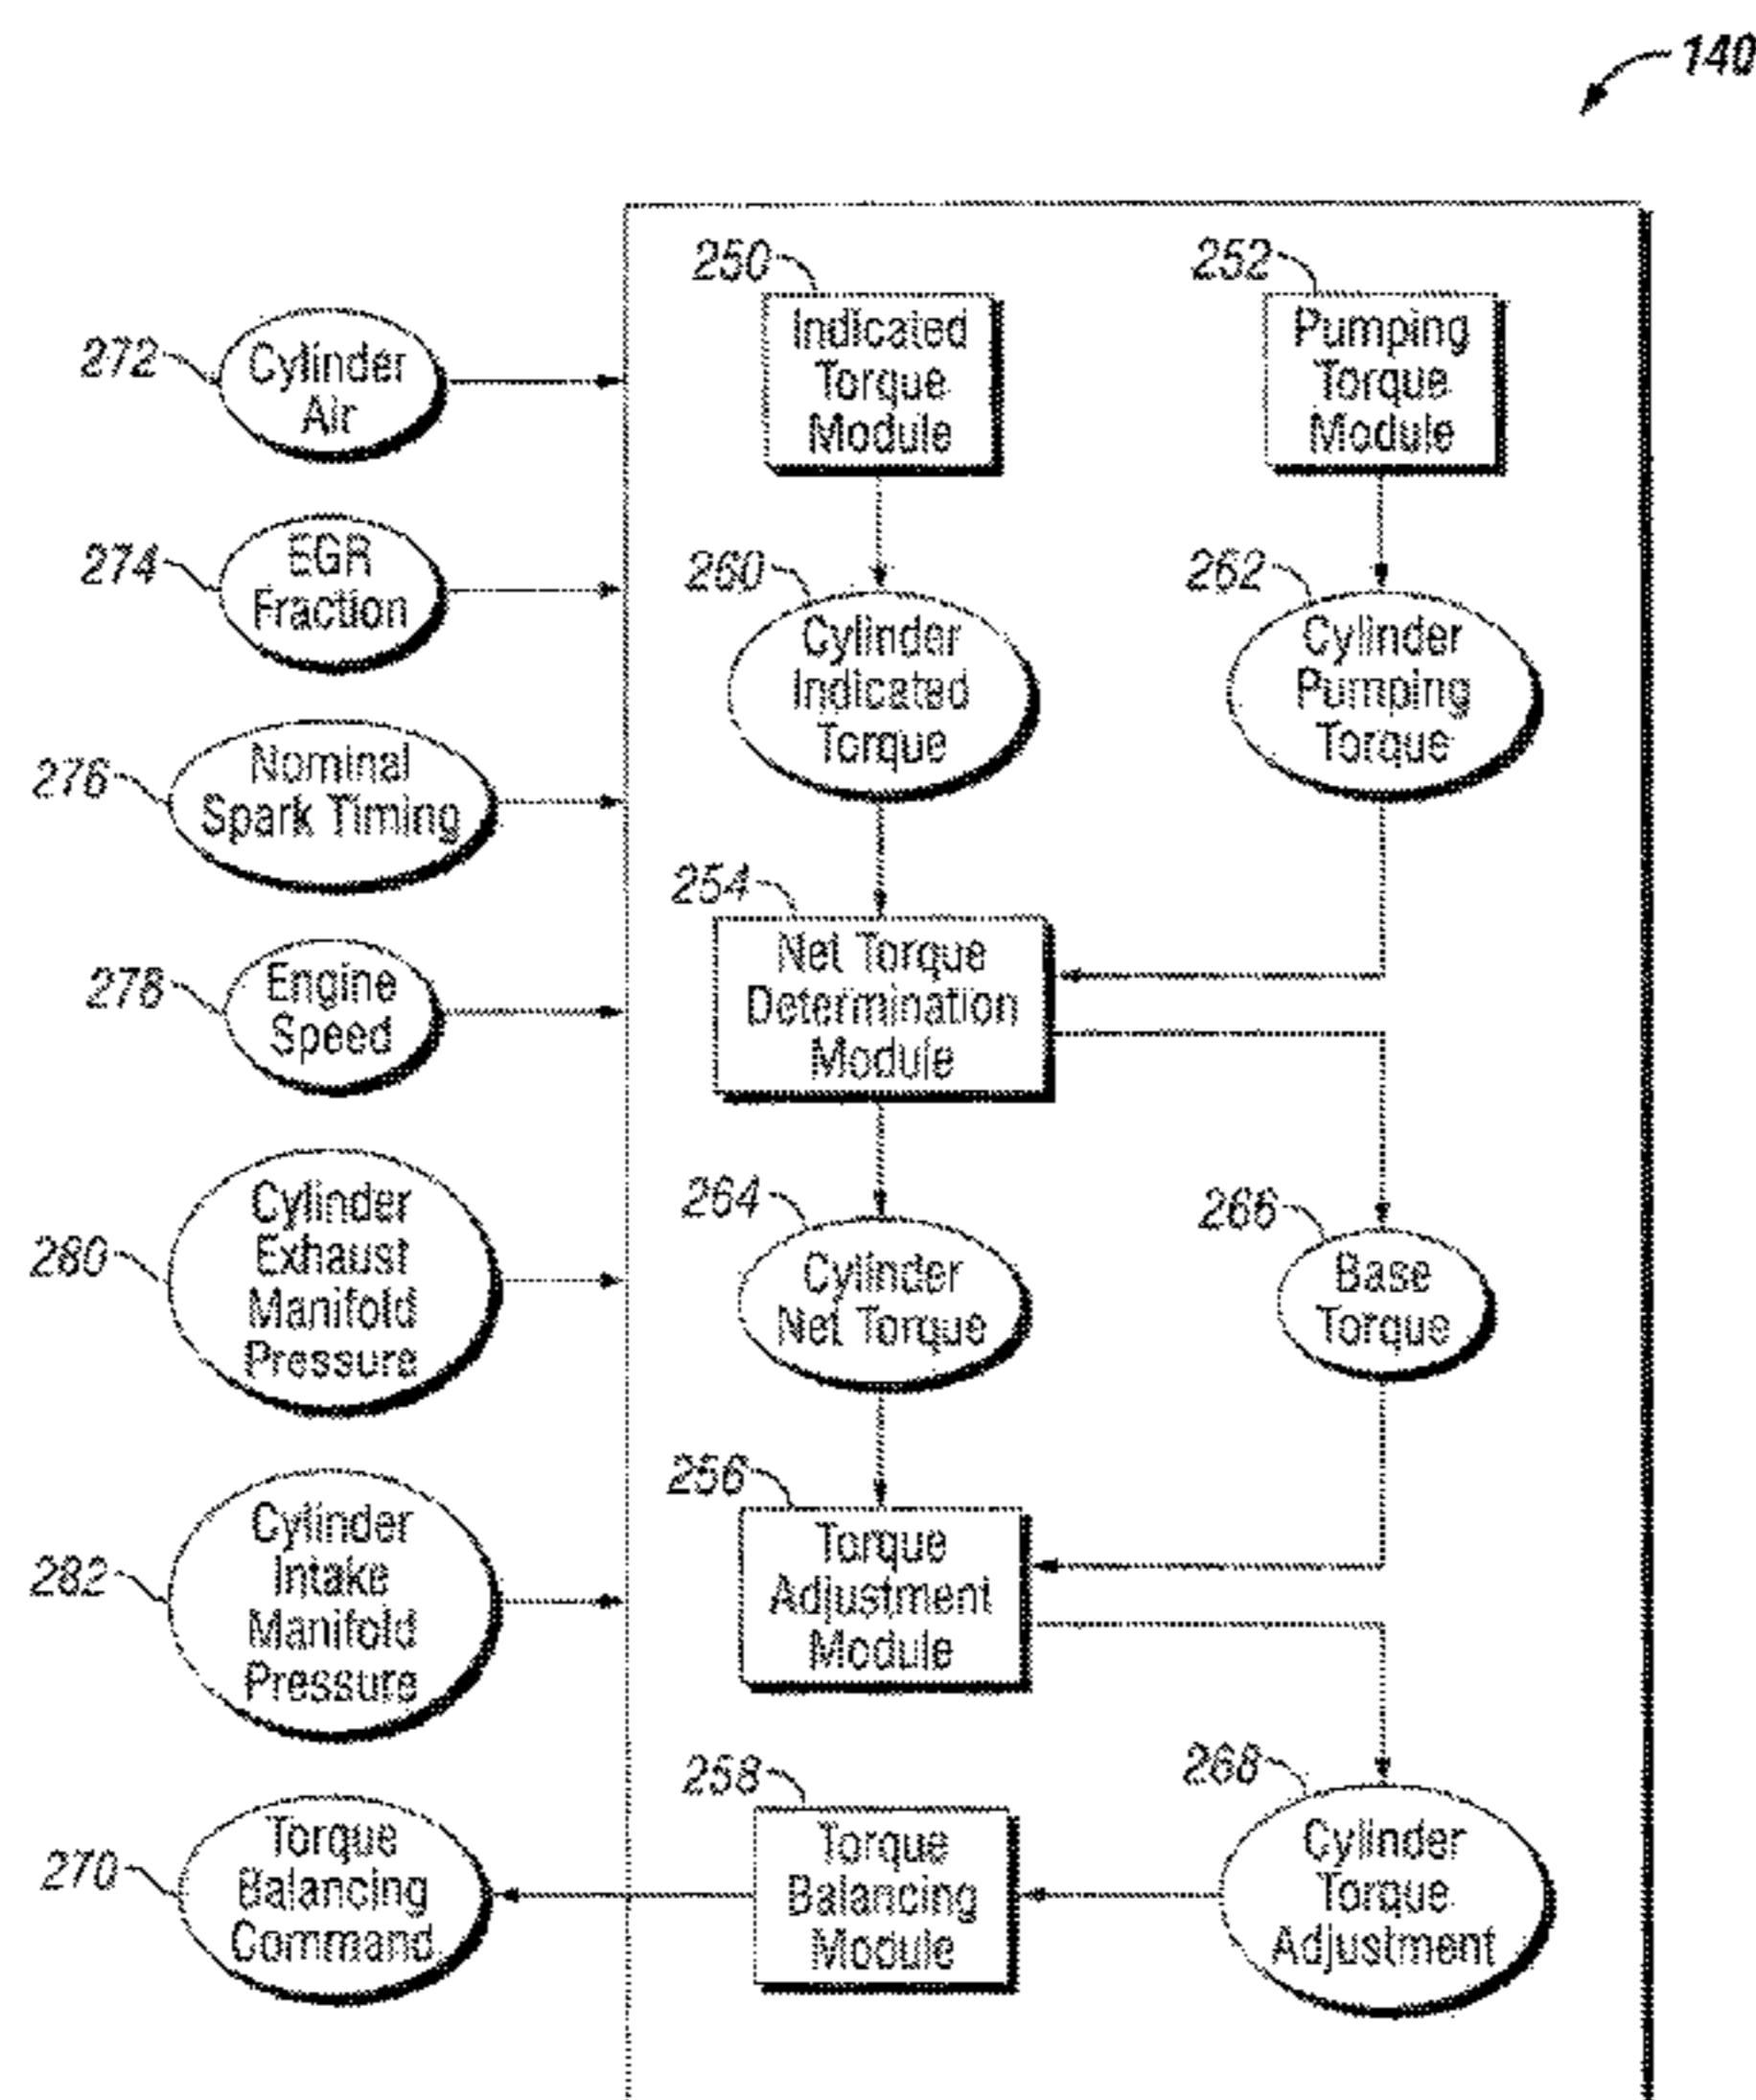 140
250
252
Indicated
Torque
Module
Pumping
Torque
Module
272
Cylinder
Air
274
EGR
Fraction
260
Cylinder
Indicated
Torque
262
Cylinder
Pumping
Torque
276
Nominal
Spark Timing
254
Net Torque
Determination
Module
278
Engine
Speed
264
Cylinder
Net Torque
266
Base
Torque
280
Cylinder
Exhaust
Manifold
Pressure
256
Torque
Adjustment
Module
282
Cylinder
Intake
Manifold
Pressure
268
Cylinder
Torque
Adjustment
258
Torque
Balancing
Module
270
Torque
Balancing
Command